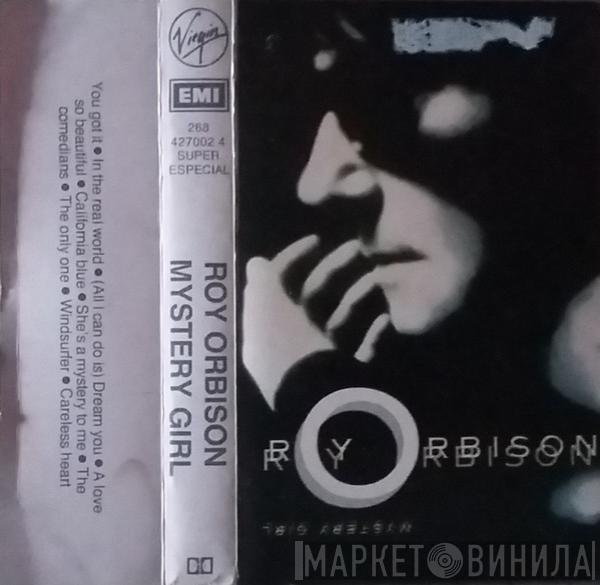 You got it • In the real world • (All I can do is) Dream you • A love
so beautiful • California blue • She's a mystery to me • The
comedians • The only one • Windsurfer • Careless heart
Virgin
EMI
268
427002 4
SUPER
ESPECIAL
ROY ORBISON
MYSTERY GIRL
ROY ORBISON
MYSTERY GIRL
МАРКЕТ ВИНИЛА